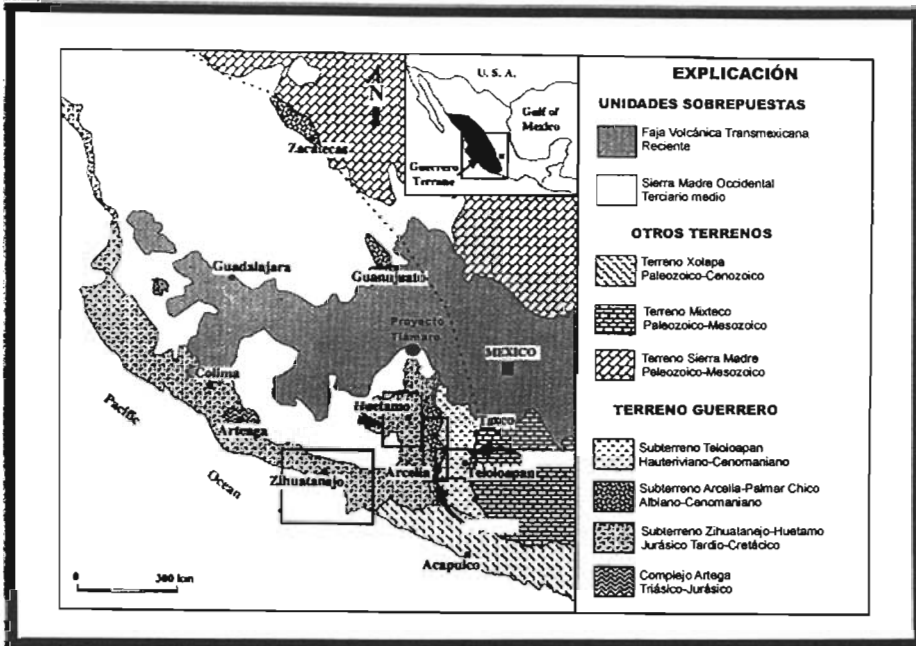 U. S. A.
Gulf of
Mexico
Guerrero
Terrane
N
Zacatecas
Guadalajara
Guanajuato
Proyecto
Tlamaro
MEXICO
Colima
Huetamo
Taxco
Arteaga
Pacific
Ocean
Zihuatanejo
Arcelia
Teloloapan
Acapulco
0 300 km
EXPLICACIÓN
UNIDADES SOBREPUESTAS
Faja Volcánica Transmexicana
Reciente
Sierra Madre Occidental
Terciario medio
OTROS TERRENOS
Terreno Xolapa
Paleozoico-Cenozoico
Terreno Mixteco
Paleozoico-Mesozoico
Terreno Sierra Madre
Paleozoico-Mesozoico
TERRENO GUERRERO
Subterreno Teloloapan
Hauteriviano-Cenomaniano
Subterreno Arcelia-Palmar Chico
Albiano-Cenomaniano
Subterreno Zihuatanejo-Huetamo
Jurásico Tardio-Cretácico
Complejo Artega
Triásico-Jurásico